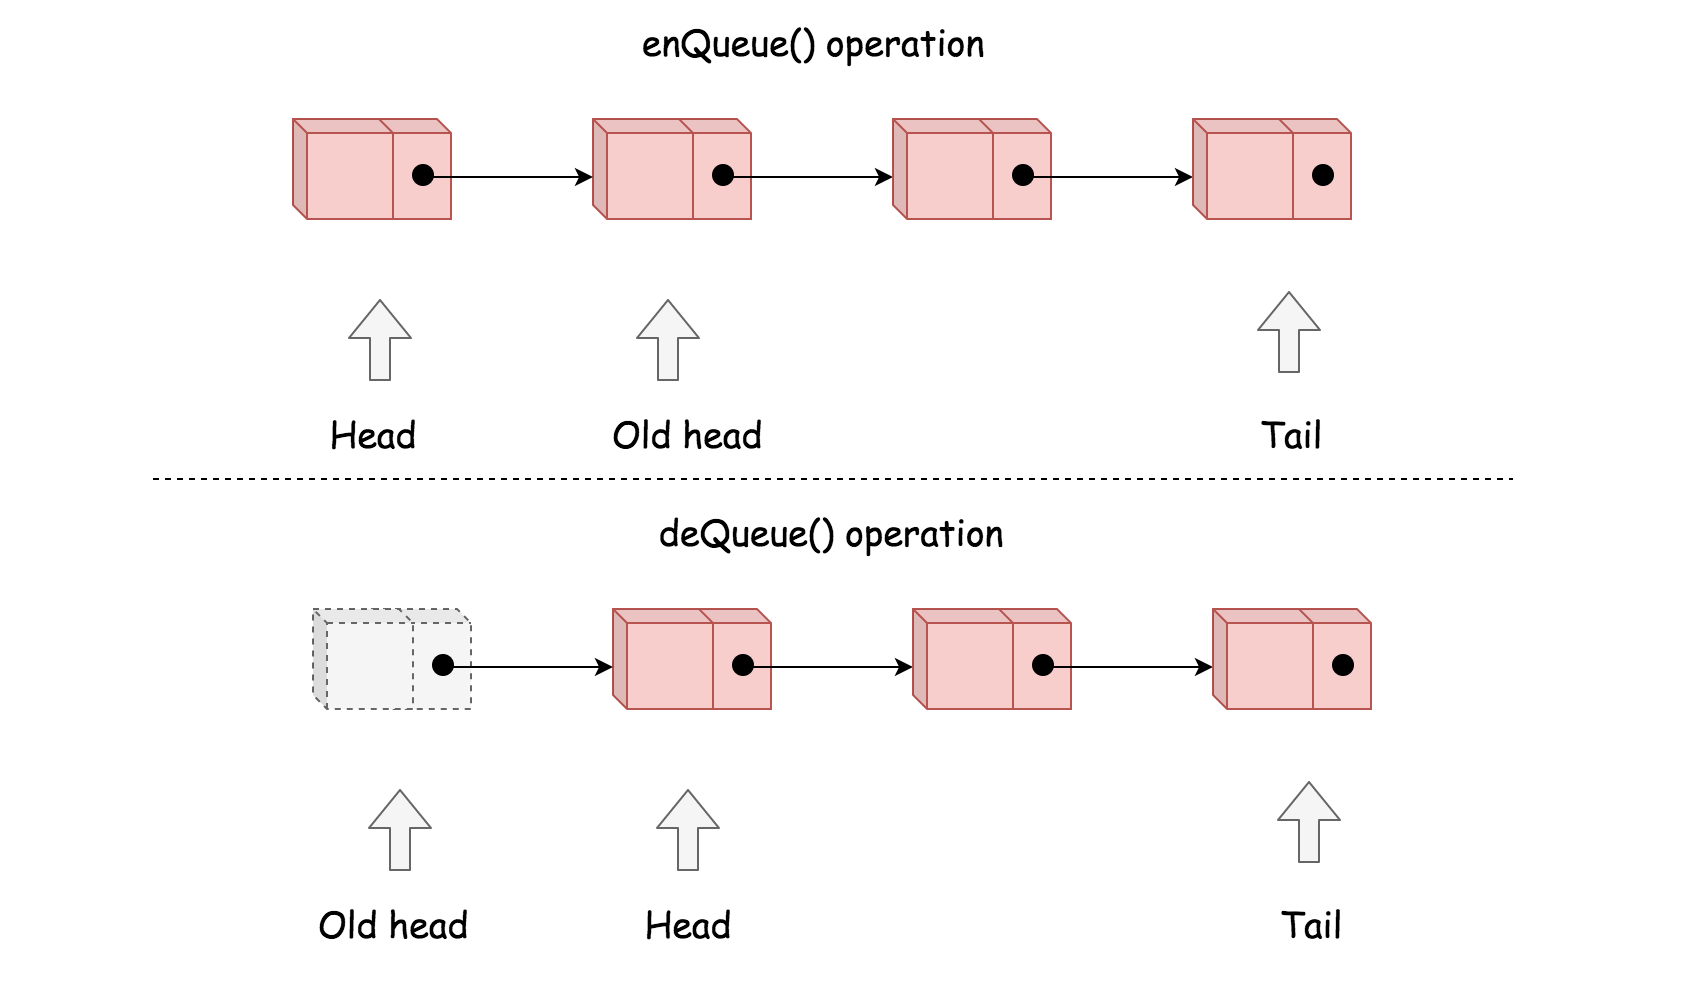 enQueue() operation
Head
Old head
Tail
deQueue() operation
Old head
Head
Tail